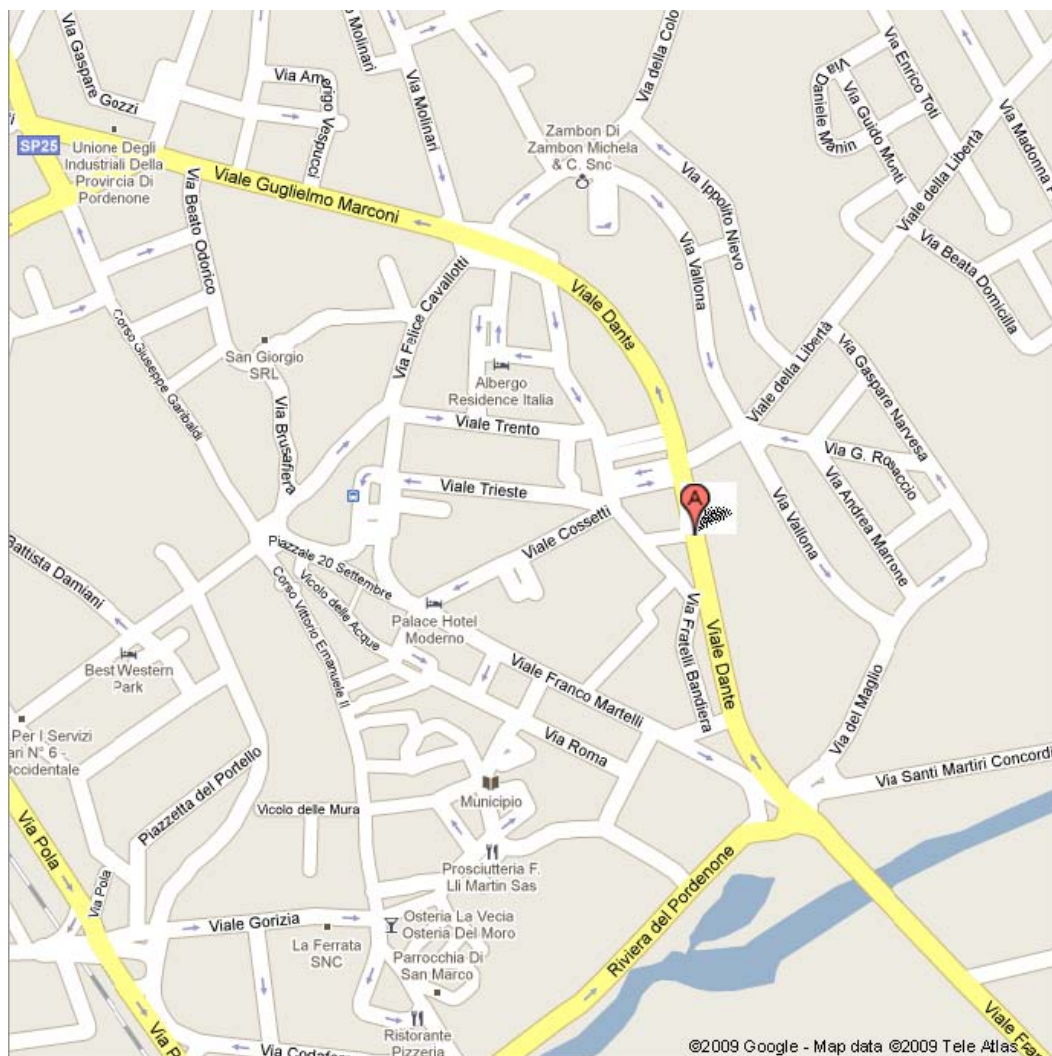 Via Gaspare Gozzi
Via Amerigo Vespucci
Molinari
Via Molinari
Via della Colo
Via Enrico Toti
Via Daniele Manin
Via Guido Munti
Via Madonna P
SP25
Unione Degli
Industriali Della
Provircia Di
Pordenone
Zambon Di
Zambon Michela
& C. Snc
Viale Guglielmo Marconi
Via Beato Odorico
Via Ippolito Nievo
Viale della Libertà
Via Beata Domicilla
Via Vallona
Via Felice Cavallotti
Viale Dante
Corso Giuseppe Garibaldi
San Giorgio
SRL
Albergo
Residence Italia
Viale della Libertà
Via Gaspare Narvesa
Via Brusafiera
Viale Trento
Via G. Rosaccio
Viale Trieste
A
Via Andrea Marrone
Via Vallona
Viale Cossetti
Battista Damiani
Piazzale 20 Settembre
Vicolo delle Acque
Corso Vittorio Emanuele II
Palace Hotel
Moderno
Via Fratelli Bandiera
Viale Dante
Best Western
Park
Viale Franco Martelli
Via del Maglio
Per I Servizi
ari N° 6 -
Occidentale
Piazzetta del Portello
Via Roma
Via Santi Martiri Concordi
Vicolo delle Mura
Municipio
Via Pola
Via Pola
Prosciutteria F.
Lli Martin Sas
Riviera del Pordenone
Viale Gorizia
Osteria La Vecia
Osteria Del Moro
La Ferrata
SNC
Parrocchia Di
San Marco
Via P
Via Codafo
Ristorante
Pizzeria
Viale Fra
©2009 Google - Map data ©2009 Tele Atlas